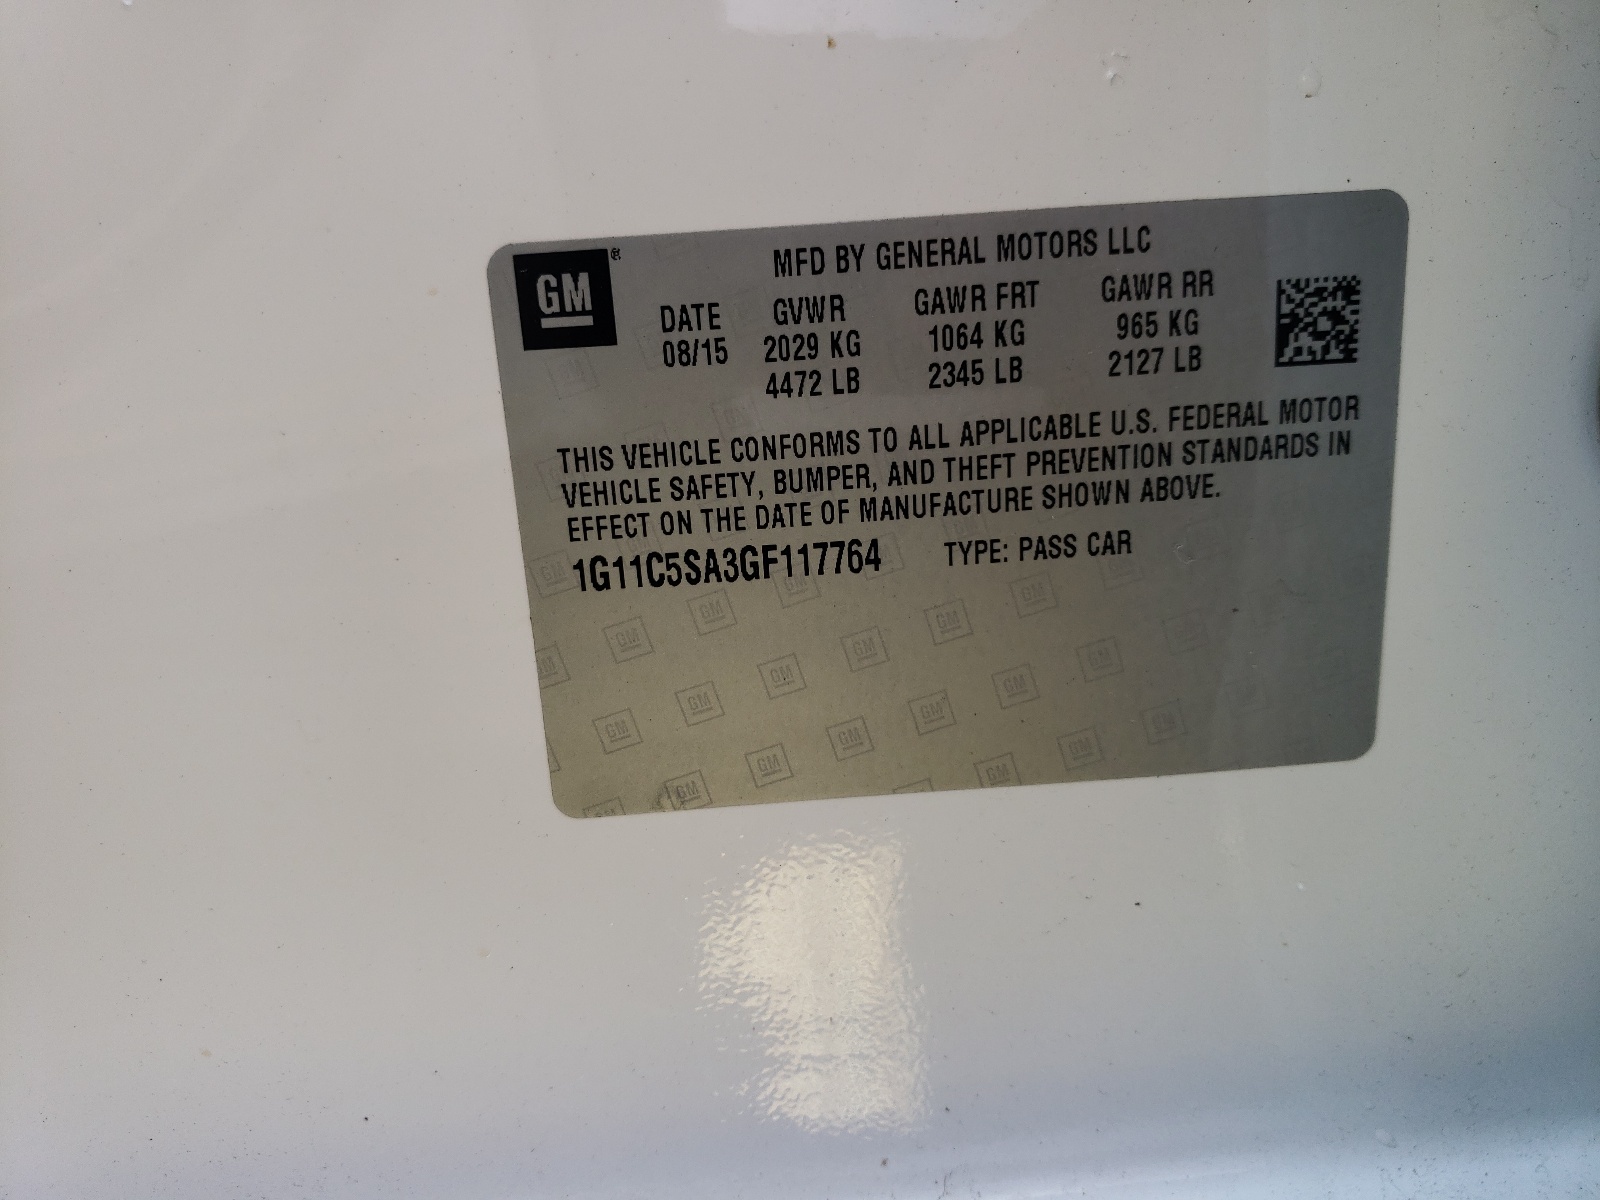 GM®
MFD BY GENERAL MOTORS LLC
DATE GVWR GAWR FRT GAWR RR
08/15 2029 KG 1064 KG 965 KG
4472 LB 2345 LB 2127 LB
THIS VEHICLE CONFORMS TO ALL APPLICABLE U.S. FEDERAL MOTOR
VEHICLE SAFETY, BUMPER, AND THEFT PREVENTION STANDARDS IN
EFFECT ON THE DATE OF MANUFACTURE SHOWN ABOVE.
1G11C5SA3GF117764 TYPE: PASS CAR